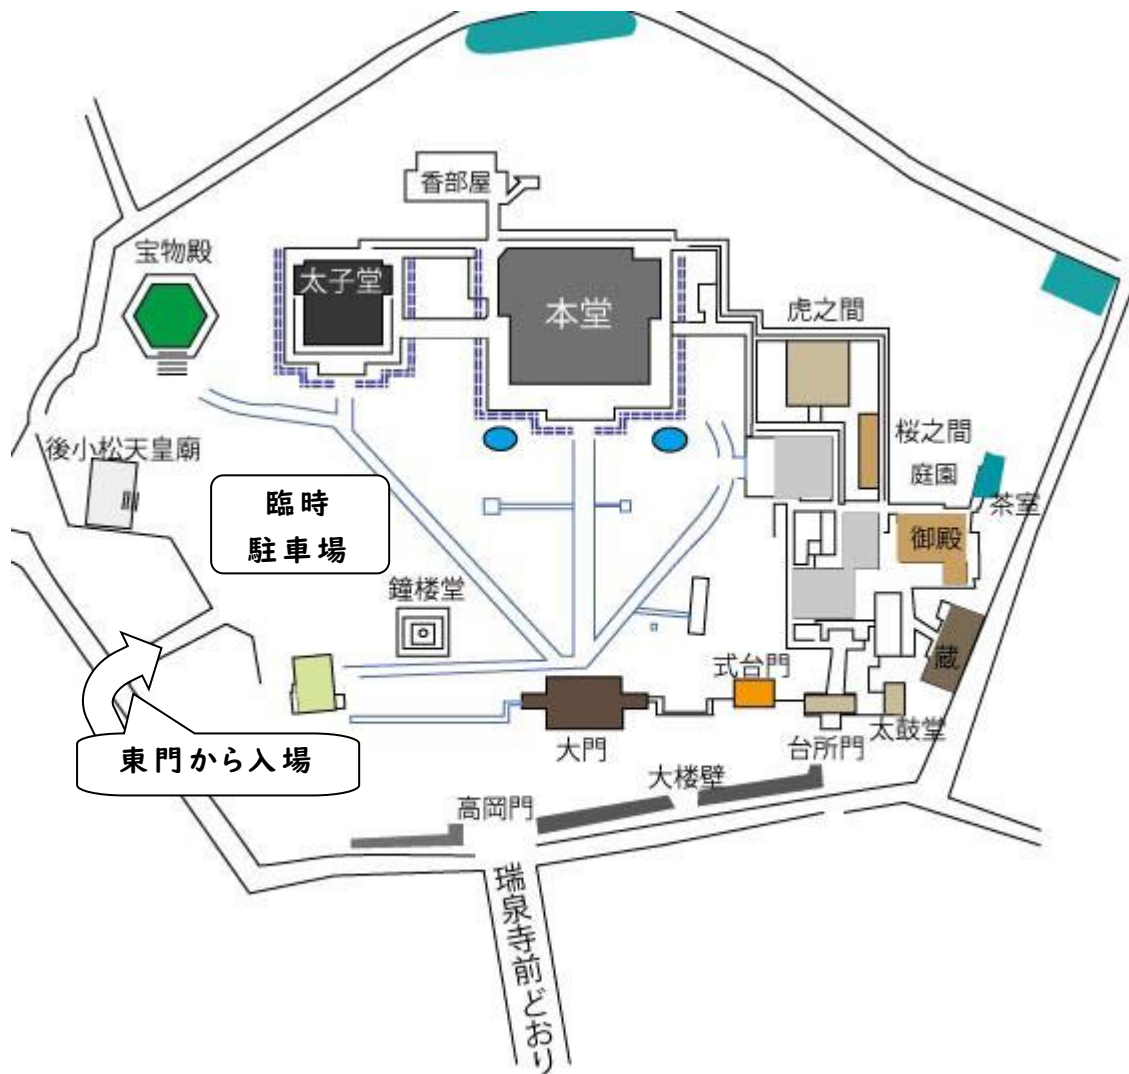 香部屋
宝物殿
太子堂
本堂
虎之間
後小松天皇廟
桜之間
庭園
茶室
臨時
駐車場
御殿
鐘楼堂
蔵
式台門
太鼓堂
東門から入場
大門
台所門
大楼壁
高岡門
瑞泉寺前どおり